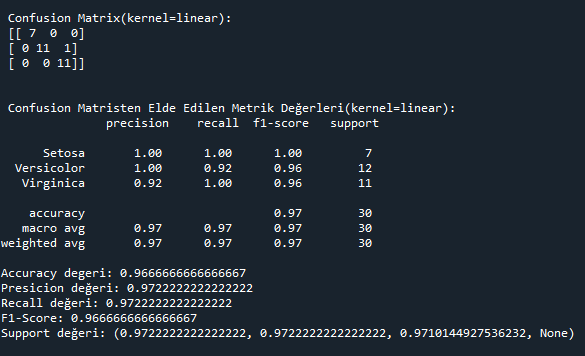 Confusion Matrix(kernel=linear):
[[ 7  0  0]
[ 0 11  1]
[ 0  0 11]]
Confusion Matristen Elde Edilen Metrik Değerleri(kernel=linear):
precision recall f1-score support
Setosa 1.00 1.00 1.00 7
Versicolor 1.00 0.92 0.96 12
Virginica 0.92 1.00 0.96 11
accuracy 0.97 30
macro avg 0.97 0.97 0.97 30
weighted avg 0.97 0.97 0.97 30
Accuracy degeri: 0.9666666666666667
Presicion değeri: 0.9722222222222222
Recall değeri: 0.9722222222222222
F1-Score: 0.9666666666666667
Support değeri: (0.9722222222222222, 0.9722222222222222, 0.9710144927536232, None)